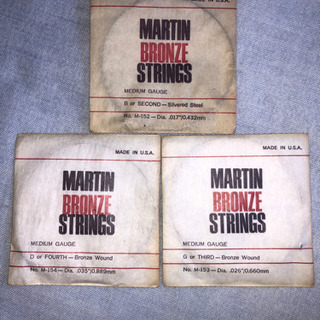 MADE IN U.S.A.
MARTIN
BRONZE
STRINGS
MEDIUM GAUGE
B or SECOND — Silvered Steel
No. M-152 — Dia. .017"/0.432mm
MADE IN U.S.A.
MARTIN
BRONZE
STRINGS
MEDIUM GAUGE
D or FOURTH — Bronze Wound
No. M-154 — Dia. .035"/0.889mm
MADE IN U.S.A.
MARTIN
BRONZE
STRINGS
MEDIUM GAUGE
G or THIRD — Bronze Wound
No. M-153 — Dia. .026"/0.660mm